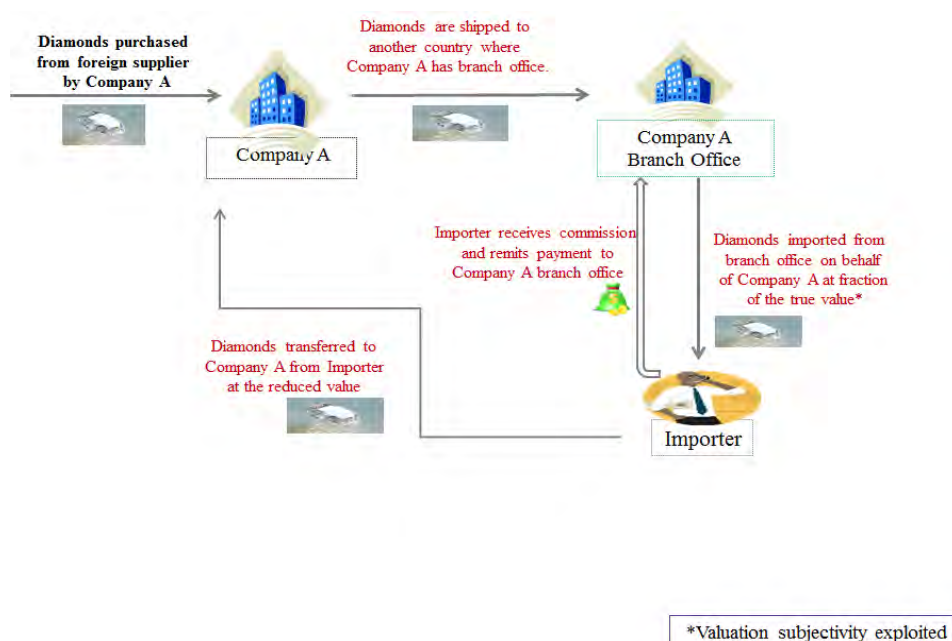 Diamonds purchased
from foreign supplier
by Company A
Diamonds are shipped to
another country where
Company A has branch office.
Company A
Company A
Branch Office
Importer receives commission
and remits payment to
Company A branch office
Diamonds imported from
branch office on behalf
of Company A at fraction
of the true value*
Diamonds transferred to
Company A from Importer
at the reduced value
Importer
*Valuation subjectivity exploited